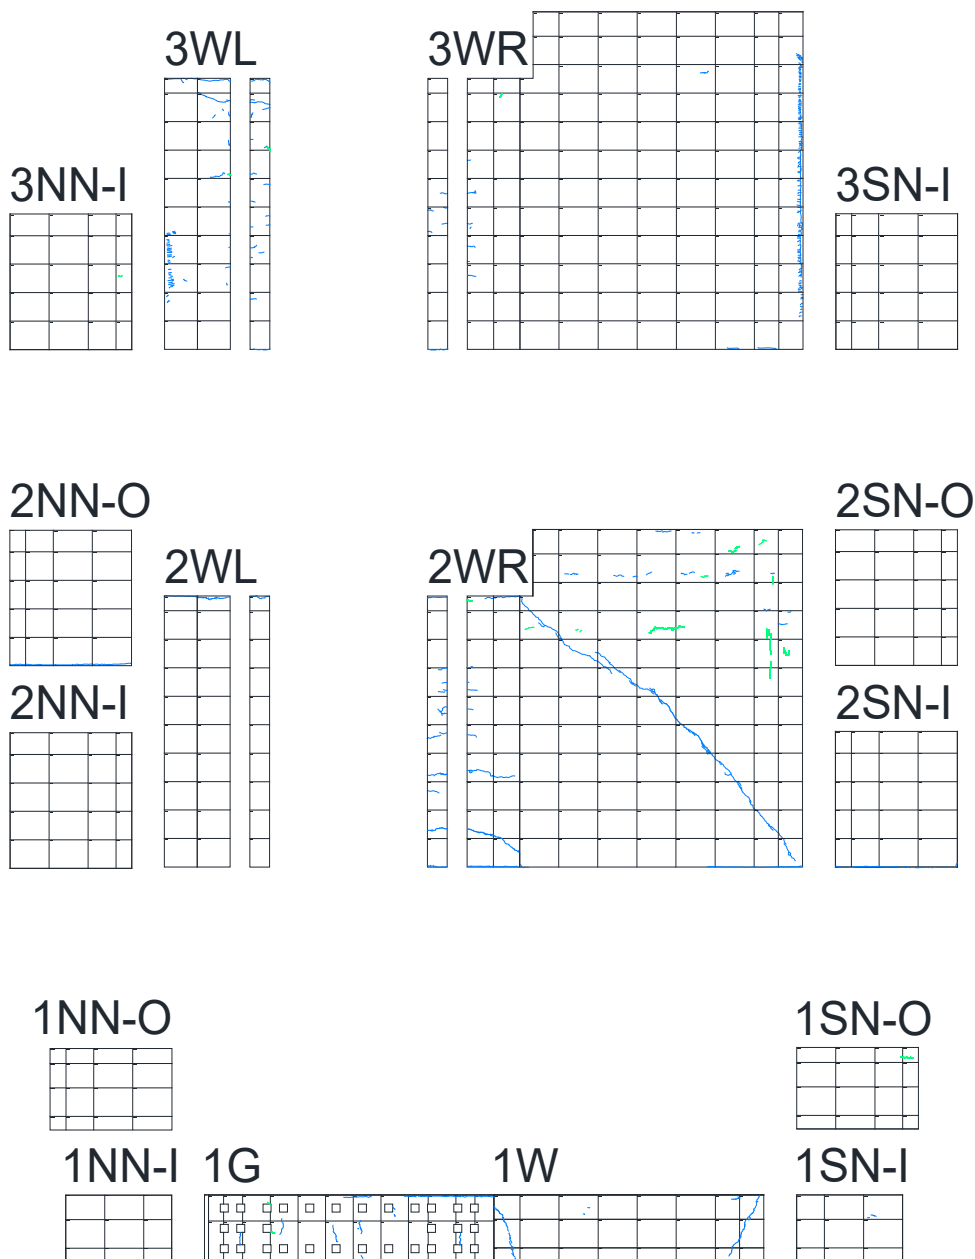 3WL
3WR
3NN-I
3SN-I
2NN-O
2SN-O
2WL
2WR
2NN-I
2SN-I
1NN-O
1SN-O
1NN-I
1G
1W
1SN-I